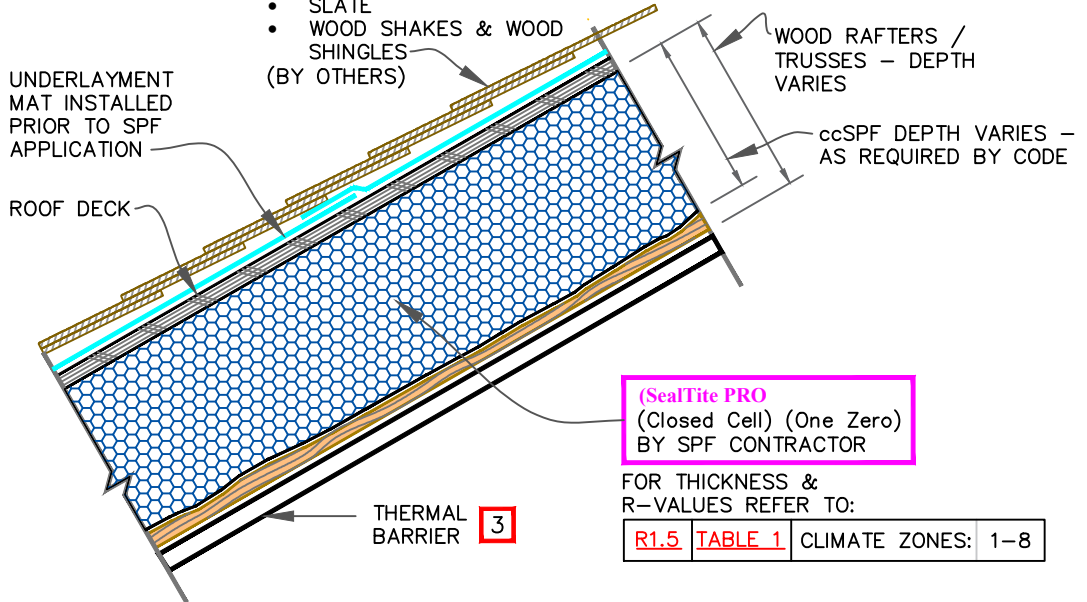 • SLATE
• WOOD SHAKES & WOOD
SHINGLES
(BY OTHERS)
WOOD RAFTERS /
TRUSSES – DEPTH
VARIES
UNDERLAYMENT
MAT INSTALLED
PRIOR TO SPF
APPLICATION
ccSPF DEPTH VARIES –
AS REQUIRED BY CODE
ROOF DECK
(SealTite PRO
(Closed Cell) (One Zero)
BY SPF CONTRACTOR
FOR THICKNESS &
R–VALUES REFER TO:
R1.5 TABLE 1 CLIMATE ZONES: 1–8
THERMAL
BARRIER 3